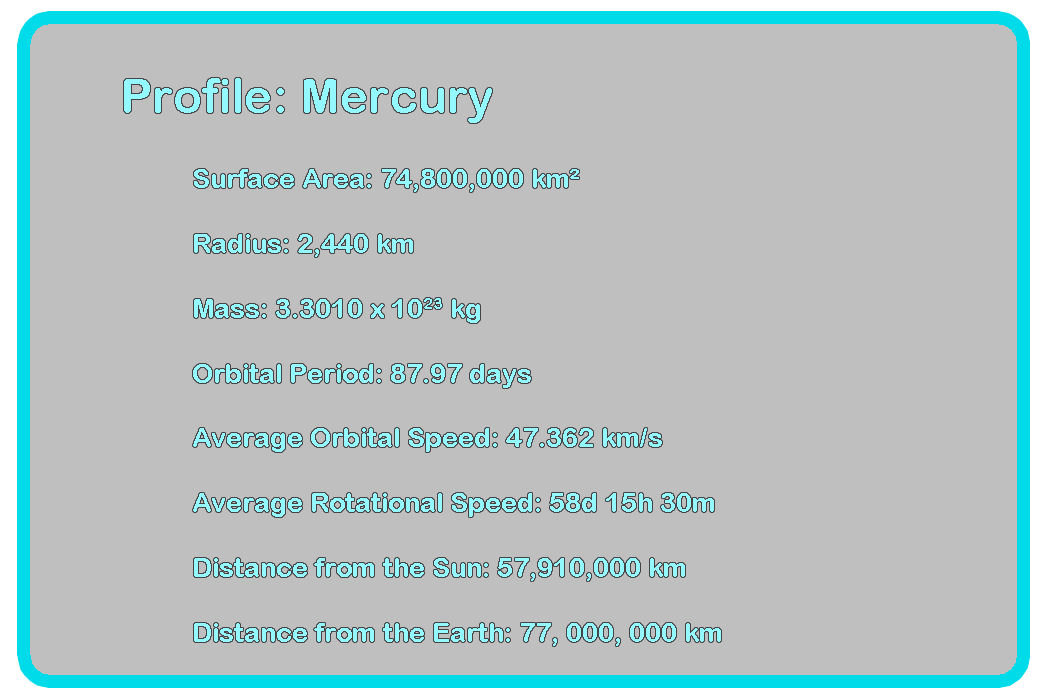 Profile: Mercury
Surface Area: 74,800,000 km²
Radius: 2,440 km
Mass: 3.3010 x 10²³ kg
Orbital Period: 87.97 days
Average Orbital Speed: 47.362 km/s
Average Rotational Speed: 58d 15h 30m
Distance from the Sun: 57,910,000 km
Distance from the Earth: 77, 000, 000 km